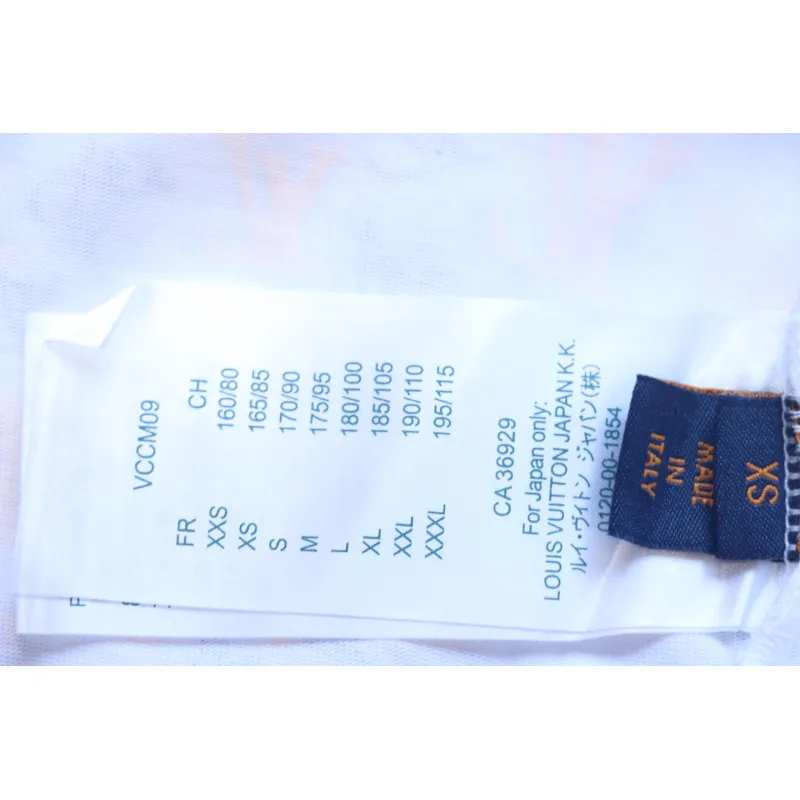 VCCM09
FR CH
XXS 160/80
XS 165/85
S 170/90
M 175/95
L 180/100
XL 185/105
XXL 190/110
XXXL 195/115
CA 36929
For Japan only:
LOUIS VUITTON JAPAN K.K.
ルイ・ヴィトン ジャパン(株)
0120-00-1854
MADE
IN
ITALY
XS